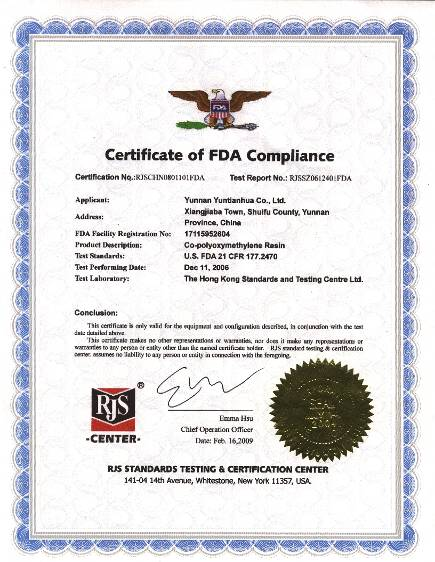 Certificate of FDA Compliance
Certification No,:RJSCHN0801101FDA Test Report No.: RJSSZ0612401FDA
Applicant: Yunnan Yuntianhua Co., Ltd.
Address: Xiangjiaba Town, Shuifu County, Yunnan
Province, China
FDA Facility Registration No: 17115952604
Product Description: Co-polyoxymethylene Resin
Test Standards: U.S. FDA 21 CFR 177.2470
Test Performing Date: Dec 11, 2006
Test Laboratory: The Hong Kong Standards and Testing Centre Ltd.
Conclusion:
This certificate is only valid for the equipment and configuration described, in conjunction with the test
date detailed above.
This certificate makes no other representations or warranties, nor does it make any representations or
warranties to any person or entity other than the named certificate holder. RJS standard testing & certification
center assumes no liability to any person or entity in connection with the foregoing.
RJS ®
-CENTER-
Emma Hsu
Chief Operation Officer
Date: Feb. 16,2009
RJS STANDARDS TESTING & CERTIFICATION CENTER
141-04 14th Avenue, Whitestone, New York 11357, USA.